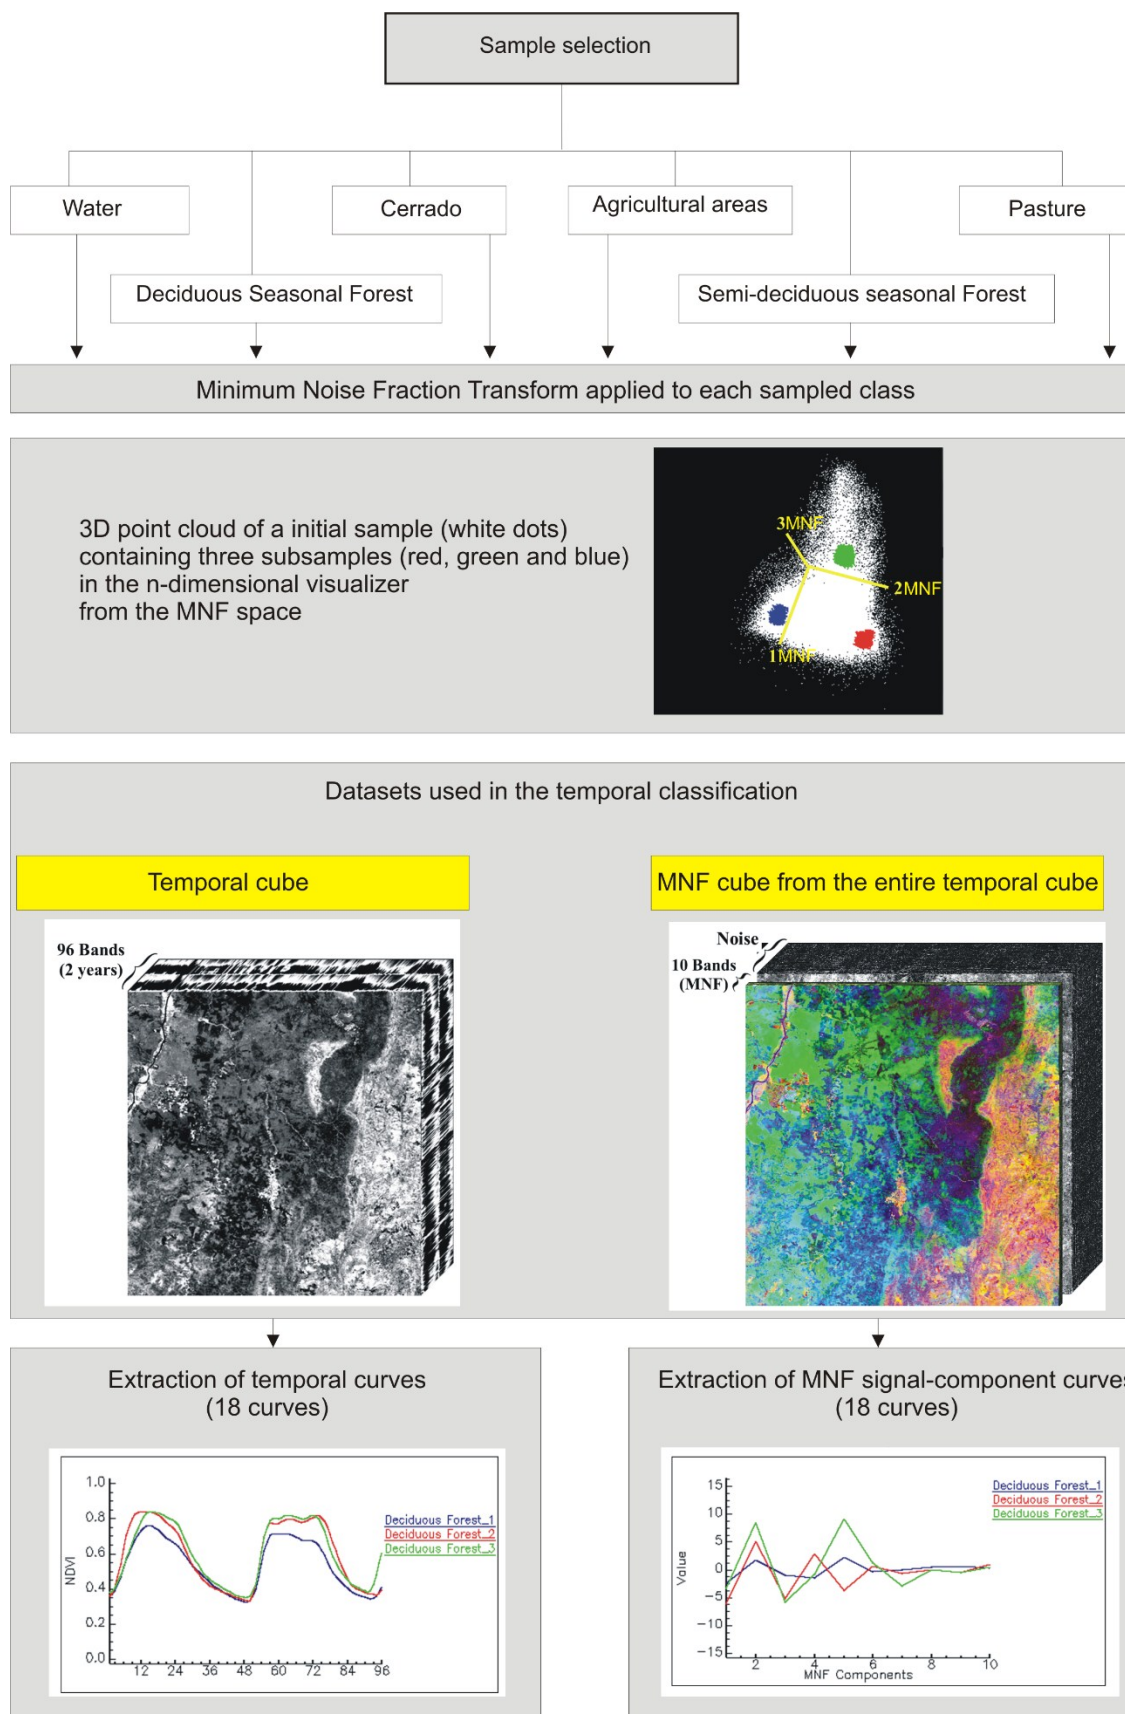 Sample selection
Water
Cerrado
Agricultural areas
Pasture
Deciduous Seasonal Forest
Semi-deciduous seasonal Forest
Minimum Noise Fraction Transform applied to each sampled class
3D point cloud of a initial sample (white dots)
containing three subsamples (red, green and blue)
in the n-dimensional visualizer
from the MNF space
3MNF
2MNF
1MNF
Datasets used in the temporal classification
Temporal cube
MNF cube from the entire temporal cube
96 Bands
(2 years)
Noise
10 Bands
(MNF)
Extraction of temporal curves
(18 curves)
Extraction of MNF signal-component curves
(18 curves)
1.0
0.8
0.6
0.4
0.2
0.0
NDVI
Deciduous Forest_1
Deciduous Forest_2
Deciduous Forest_3
12 24 36 48 60 72 84 96
15
10
5
0
-5
-10
-15
Value
Deciduous Forest_1
Deciduous Forest_2
Deciduous Forest_3
2 4 6 8 10
MNF Components